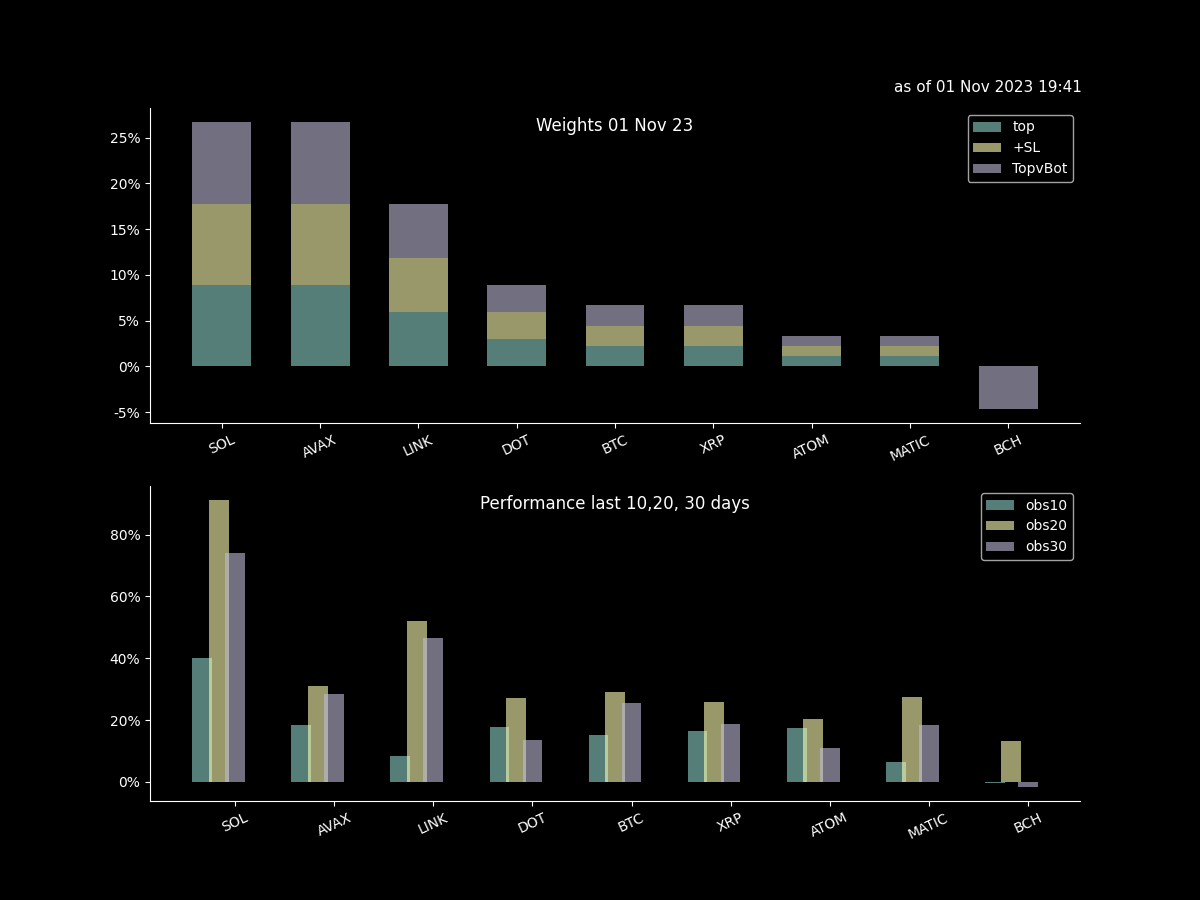 as of 01 Nov 2023 19:41
Weights 01 Nov 23
top
+SL
TopvBot
25%
20%
15%
10%
5%
0%
-5%
SOL AVAX LINK DOT BTC XRP ATOM MATIC BCH
Performance last 10,20, 30 days
obs10
obs20
obs30
80%
60%
40%
20%
0%
SOL AVAX LINK DOT BTC XRP ATOM MATIC BCH